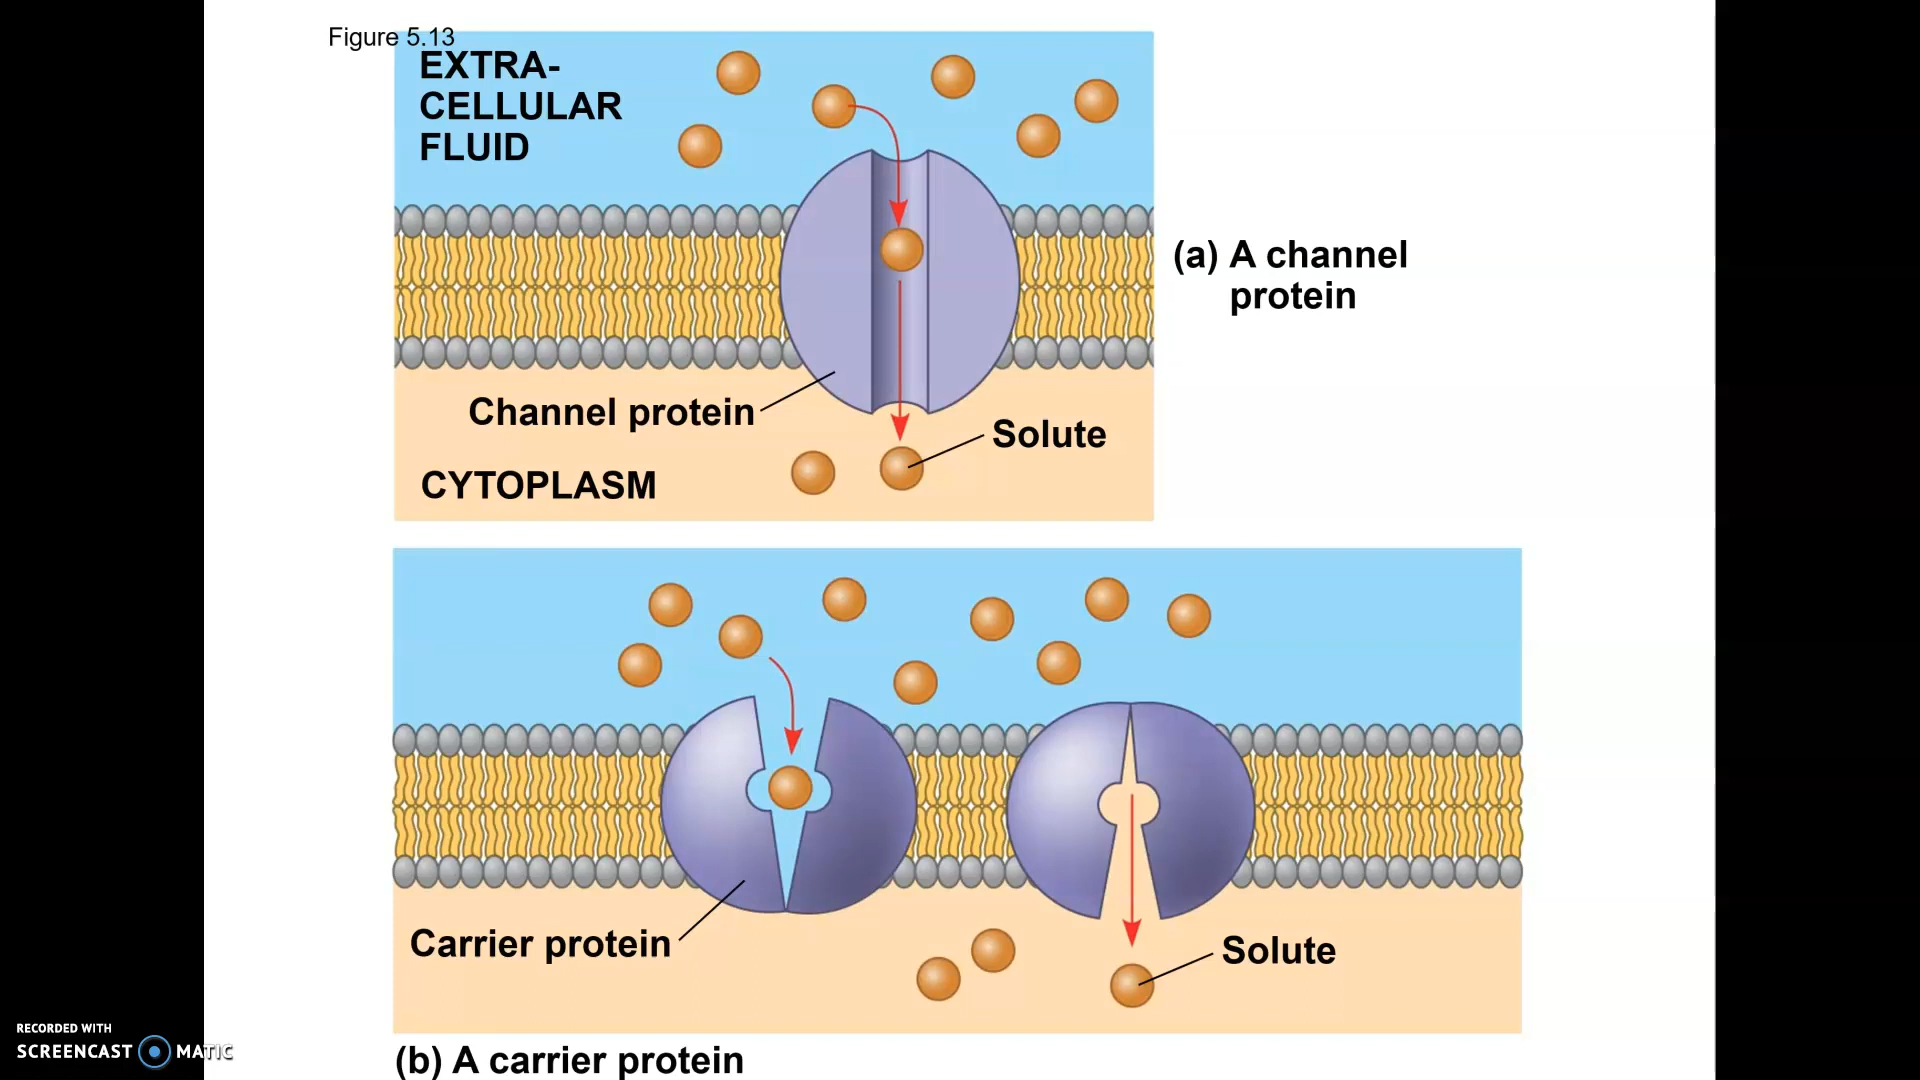 Figure 5.13
EXTRA-
CELLULAR
FLUID
(a) A channel
protein
Channel protein
Solute
CYTOPLASM
Carrier protein
Solute
(b) A carrier protein
RECORDED WITH
SCREENCAST MATIC